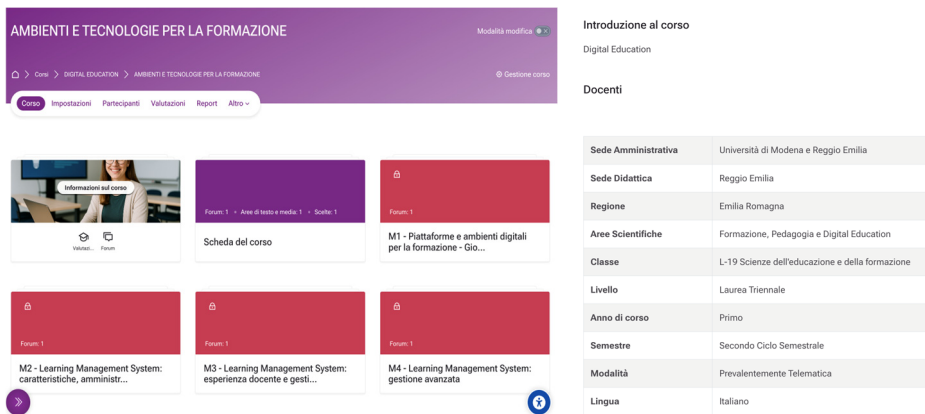 AMBIENTI E TECNOLOGIE PER LA FORMAZIONE
Modalità modifica
Corsi > DIGITAL EDUCATION > AMBIENTI E TECNOLOGIE PER LA FORMAZIONE
Gestione corso
Corso Impostazioni Partecipanti Valutazioni Report Altro
Informazioni sul corso
Valutazi... Forum
Forum: 1 • Aree di testo e media: 1 • Scelte: 1
Scheda del corso
Forum: 1
M1 - Piattaforme e ambienti digitali
per la formazione - Gio...
Forum: 1
M2 - Learning Management System:
caratteristiche, amministr...
Forum: 1
M3 - Learning Management System:
esperienza docente e gesti...
Forum: 1
M4 - Learning Management System:
gestione avanzata
Introduzione al corso
Digital Education
Docenti
Sede Amministrativa Università di Modena e Reggio Emilia
Sede Didattica Reggio Emilia
Regione Emilia Romagna
Aree Scientifiche Formazione, Pedagogia e Digital Education
Classe L-19 Scienze dell'educazione e della formazione
Livello Laurea Triennale
Anno di corso Primo
Semestre Secondo Ciclo Semestrale
Modalità Prevalentemente Telematica
Lingua Italiano